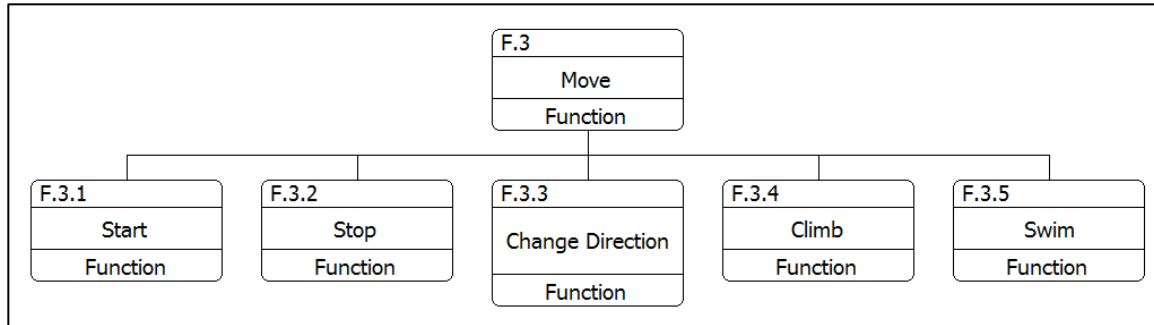 F.3
Move
Function
F.3.1
Start
Function
F.3.2
Stop
Function
F.3.3
Change Direction
Function
F.3.4
Climb
Function
F.3.5
Swim
Function